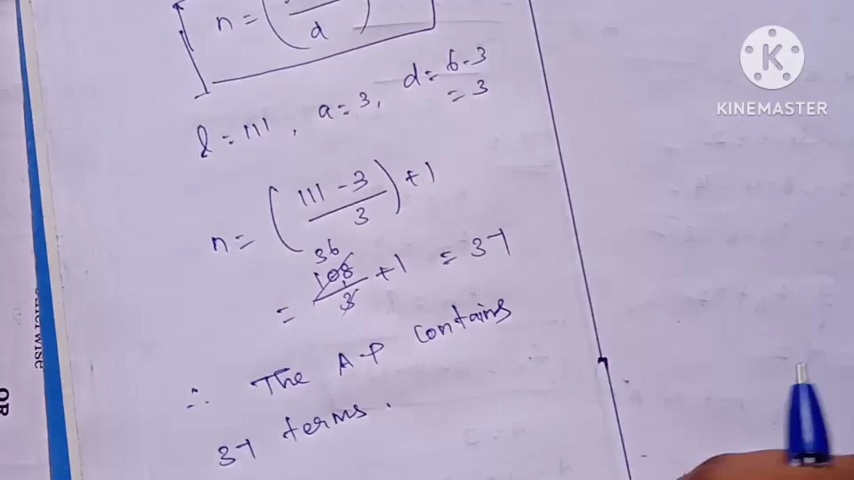 n = ( / d )
l = 111 , a = 3, d = 6-3
= 3
n = ( 111 - 3 / 3 ) + 1
36
= 108 / 3 + 1 = 37
∴ The A.P contains
37 terms.
KINEMASTER
OR